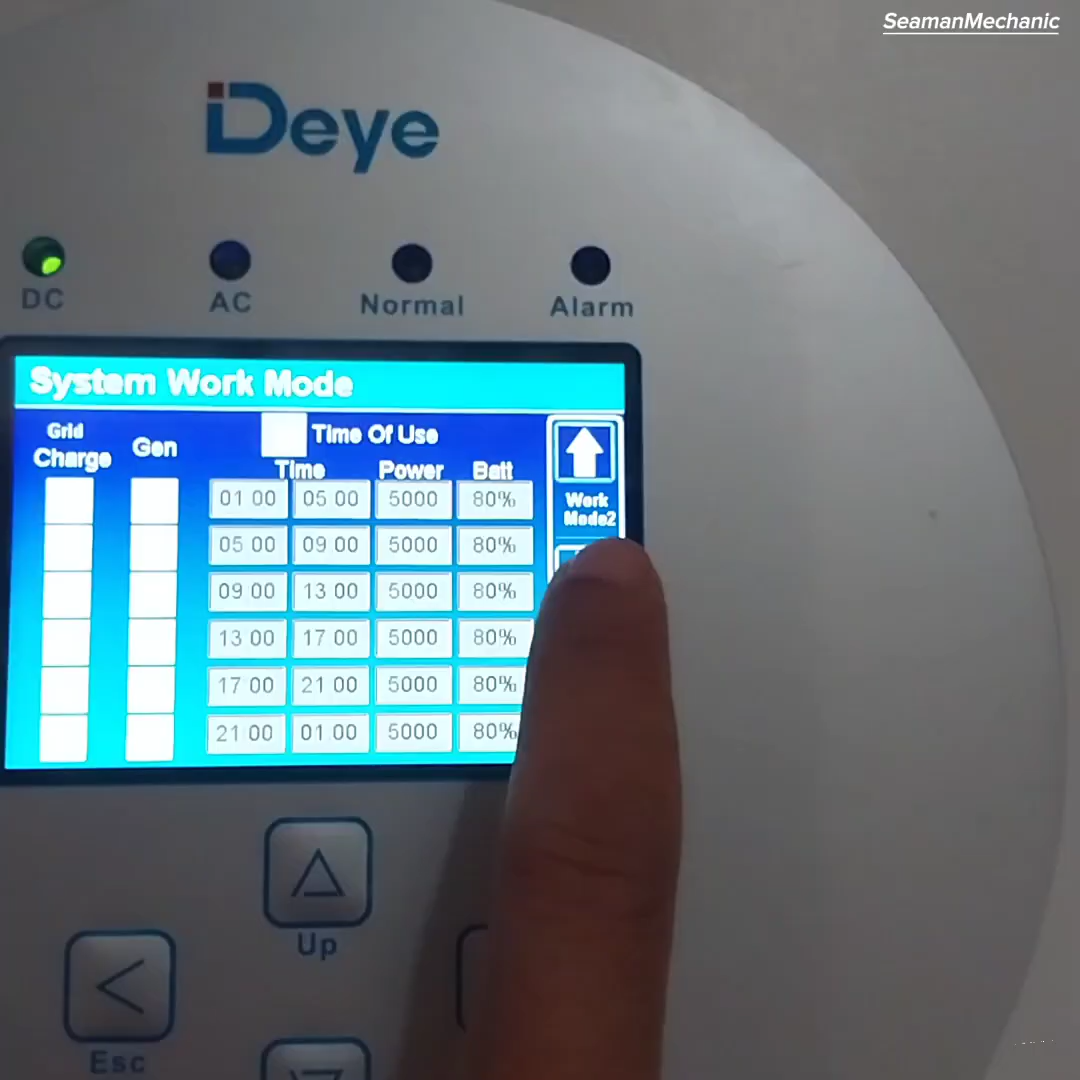 SeamanMechanic
Deye
DC AC Normal Alarm
System Work Mode
Grid Charge Gen Time Of Use
Time Power Batt
01 00 05 00 5000 80%
Work Mode2
05 00 09 00 5000 80%
09 00 13 00 5000 80%
13 00 17 00 5000 80%
17 00 21 00 5000 80%
21 00 01 00 5000 80%
Up
Esc